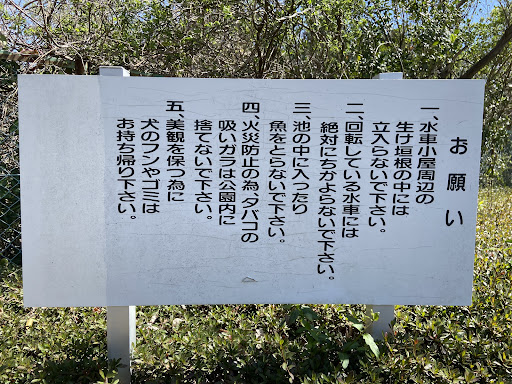 お願い
一、水車小屋周辺の
生け垣根の中には
立入らないで下さい。
二、回転している水車には
絶対にちかよらないで下さい。
三、池の中に入ったり
魚をとらないで下さい。
四、火災防止の為、タバコの
吸いガラは公園内に
捨てないで下さい。
五、美観を保つ為に
犬のフンやゴミは
お持ち帰り下さい。